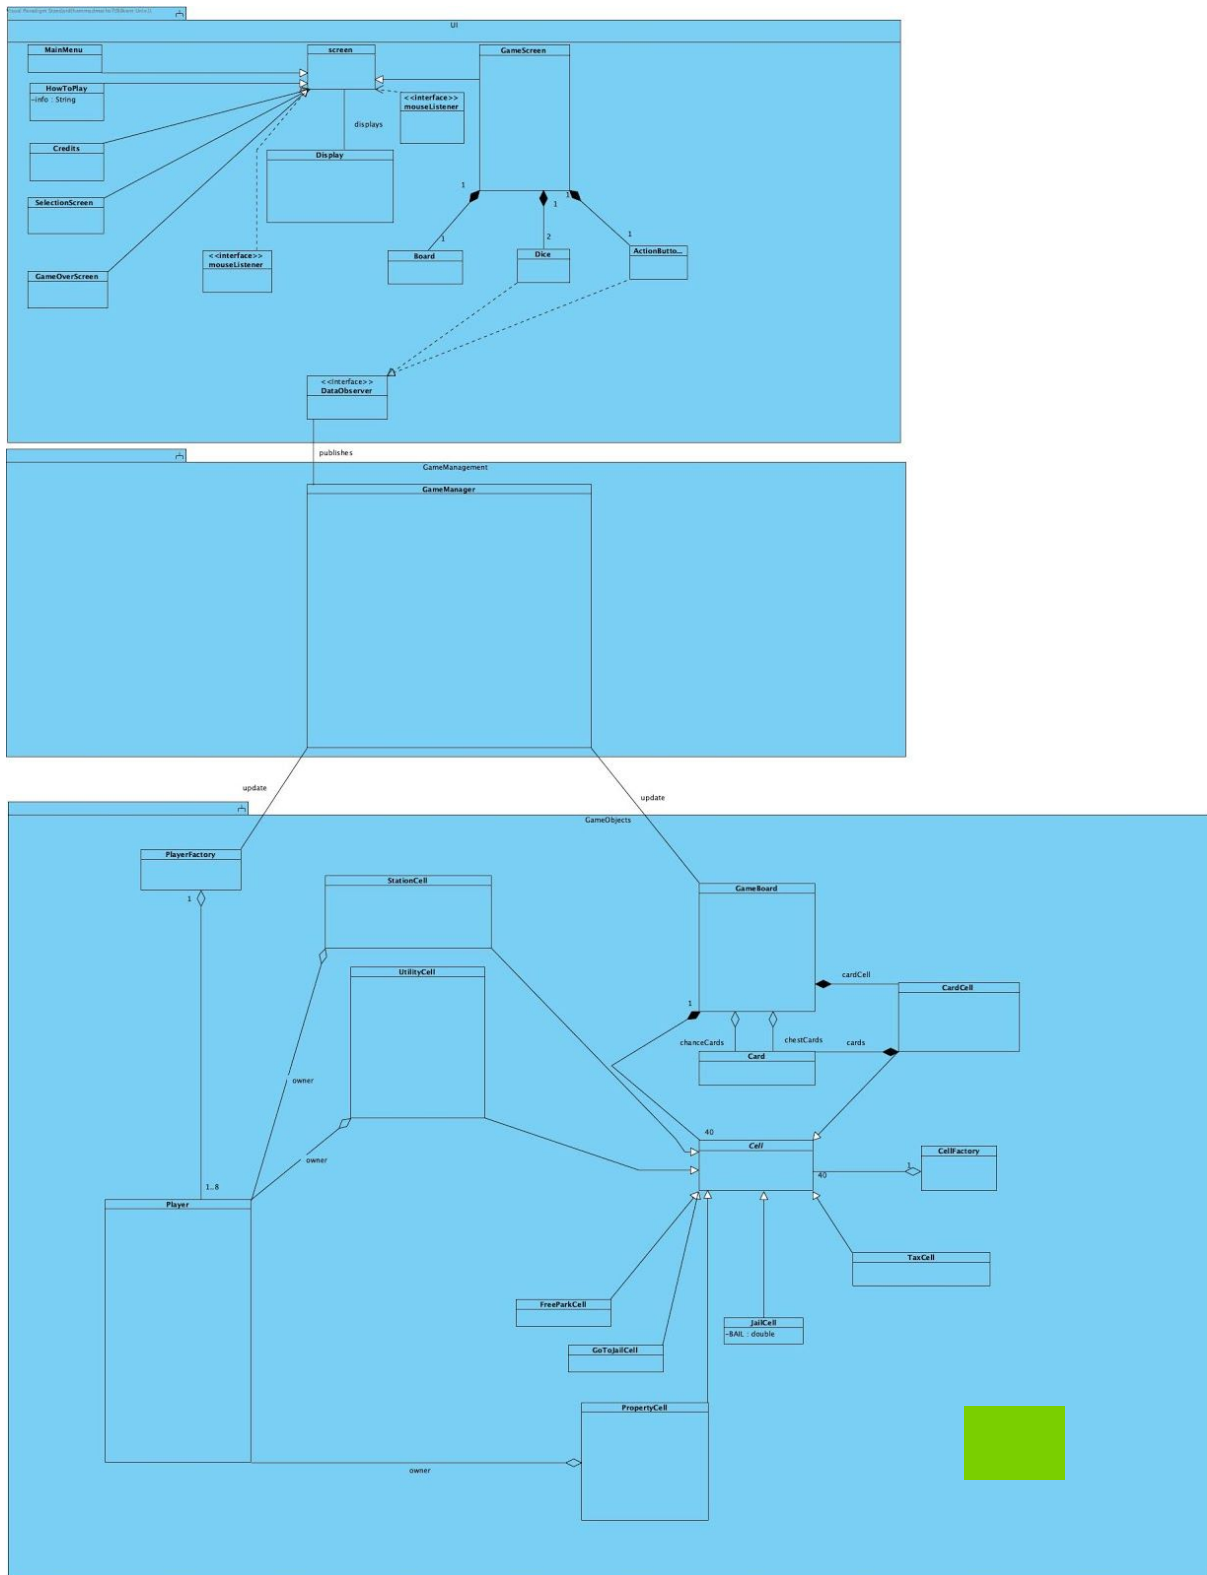 UI
MainMenu
screen
GameScreen
HowToPlay
-info : String
<<interface>>
mouseListener
displays
Credits
Display
SelectionScreen
1
1
1
1
2
1
<<interface>>
mouseListener
Board
Dice
ActionButto...
GameOverScreen
<<interface>>
DataObserver
publishes
GameManagement
GameManager
update
update
GameObjects
PlayerFactory
StationCell
GameBoard
1
UtilityCell
cardCell
CardCell
1
chanceCards
chestCards
cards
Card
owner
40
Cell
CellFactory
owner
1
40
1..8
Player
TaxCell
FreeParkCell
JailCell
-BAIL : double
GoToJailCell
PropertyCell
owner